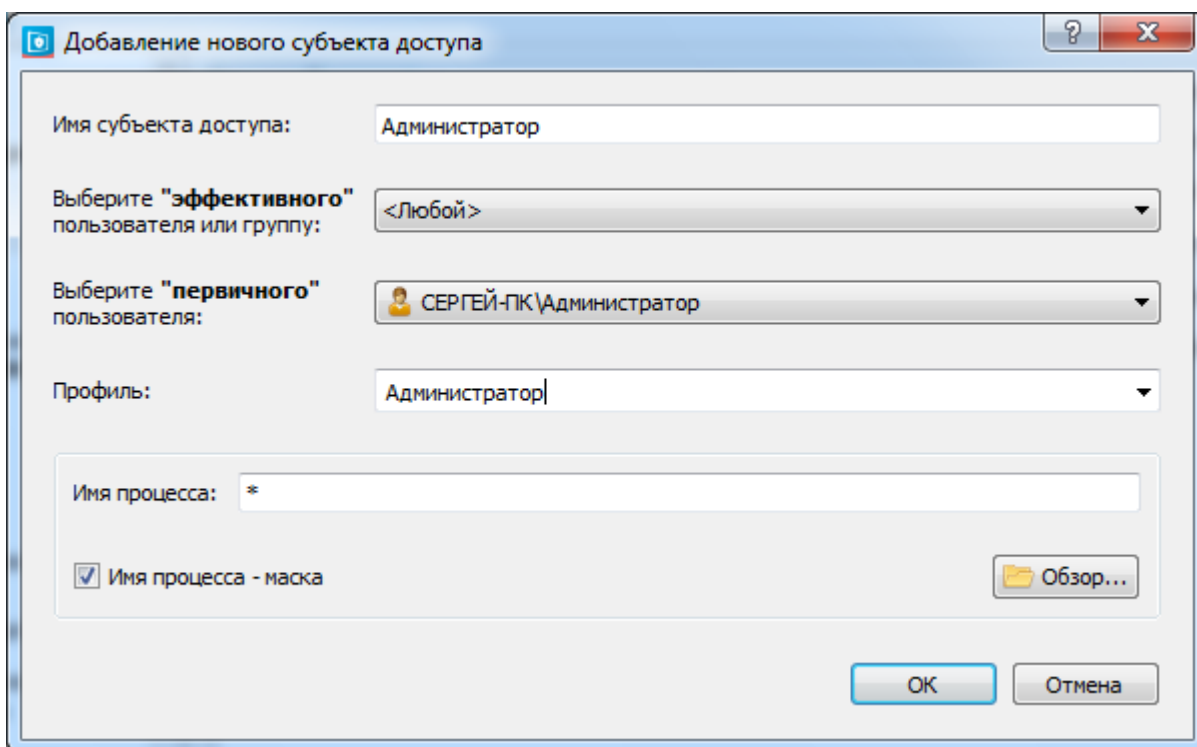 Добавление нового субъекта доступа
Имя субъекта доступа:
Администратор
Выберите "эффективного"
пользователя или группу:
<Любой>
Выберите "первичного"
пользователя:
СЕРГЕЙ-ПК\Администратор
Профиль:
Администратор
Имя процесса:
*
Имя процесса - маска
Обзор...
OK
Отмена